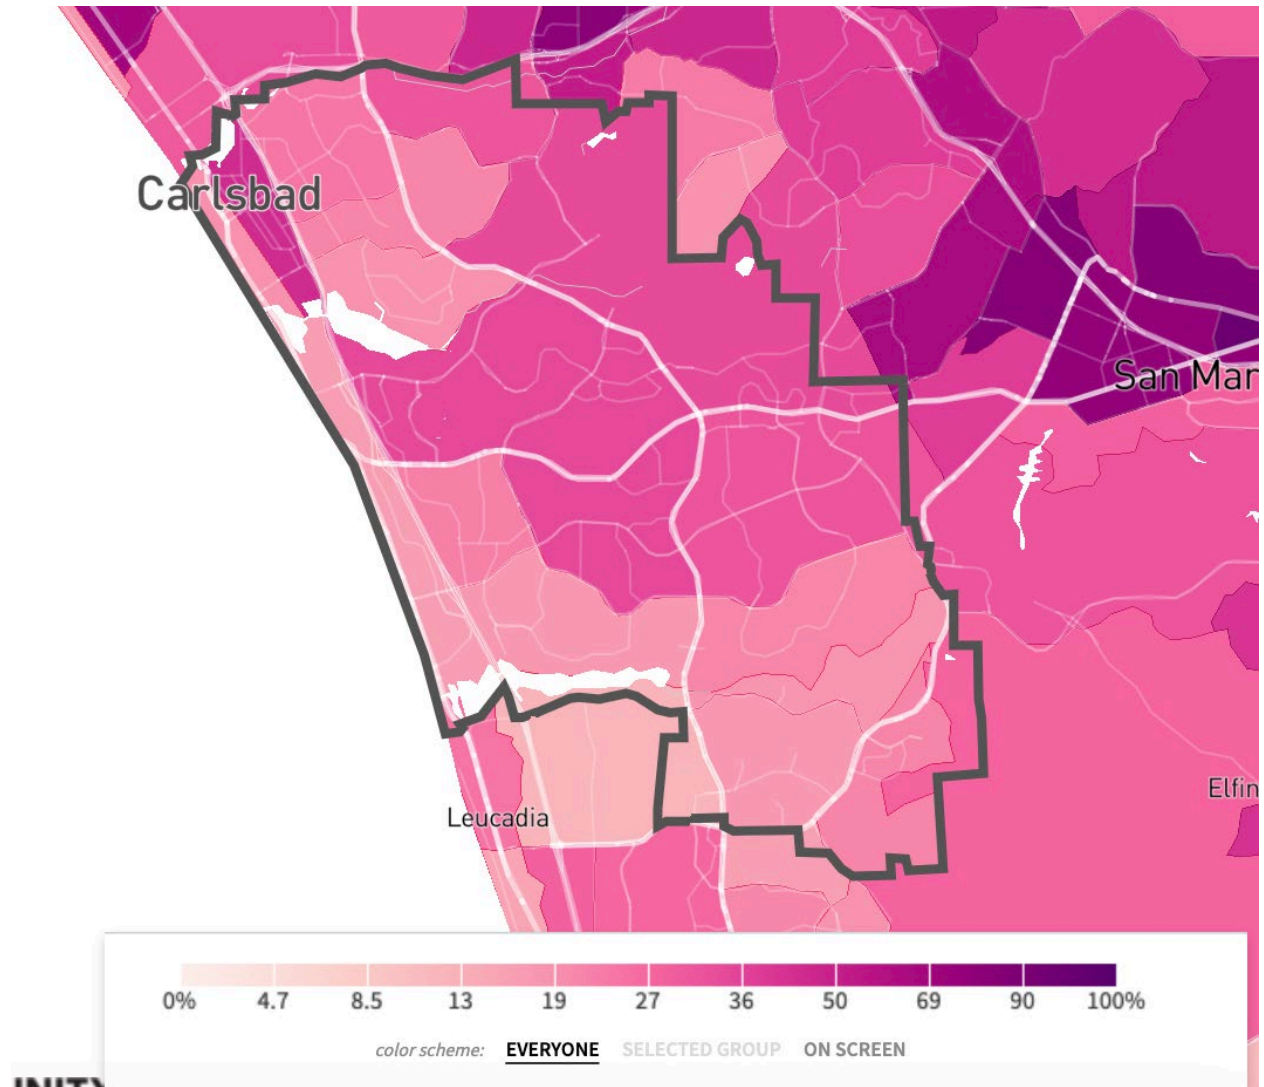 Carlsbad
San Mar
Elfin
Leucadia
0% 4.7 8.5 13 19 27 36 50 69 90 100%
color scheme: EVERYONE SELECTED GROUP ON SCREEN